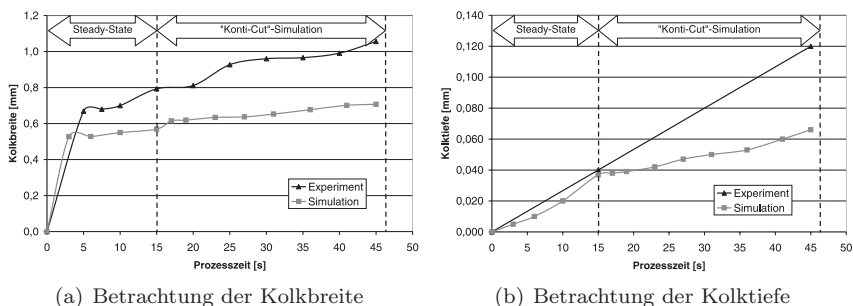 Steady-State
"Konti-Cut"-Simulation
1,2
1,0
0,8
0,6
0,4
0,2
0,0
Kolkbreite [mm]
Experiment
Simulation
0 5 10 15 20 25 30 35 40 45 50
Prozesszeit [s]
(a) Betrachtung der Kolkbreite
Steady-State
"Konti-Cut"-Simulation
0,140
0,120
0,100
0,080
0,060
0,040
0,020
0,000
Kolktiefe [mm]
Experiment
Simulation
0 5 10 15 20 25 30 35 40 45 50
Prozesszeit [s]
(b) Betrachtung der Kolktiefe